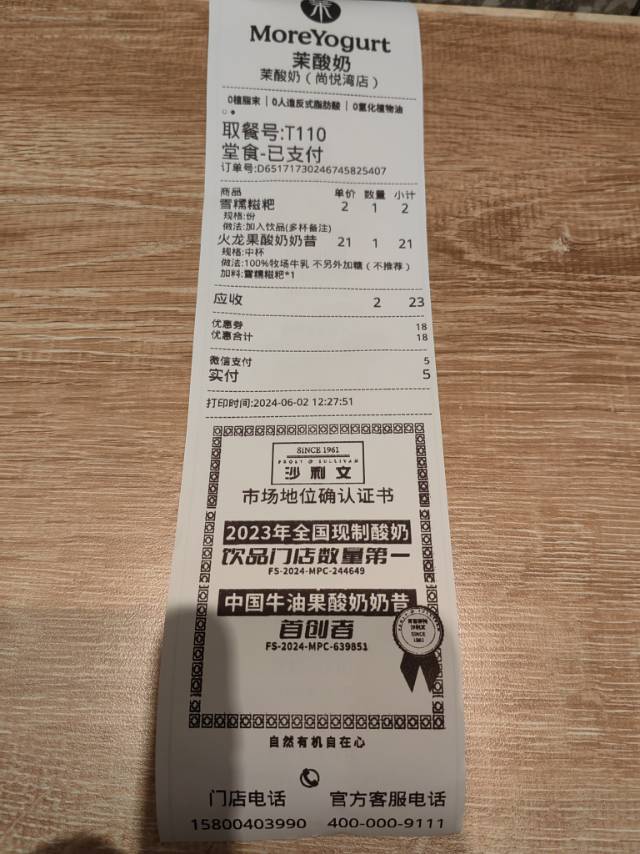 MoreYogurt
茉酸奶
茉酸奶（尚悦湾店）
0植脂末 | 0人造反式脂肪酸 | 0氢化植物油
取餐号:T110
堂食-已支付
订单号:D65171730246745825407
商品 单价 数量 小计
雪糯糍粑 2 1 2
规格:份
做法:加入饮品(多杯备注)
火龙果酸奶奶昔 21 1 21
规格:中杯
做法:100%牧场牛乳 不另外加糖（不推荐）
加料:雪糯糍粑*1
应收 2 23
优惠券 18
优惠合计 18
微信支付 5
实付 5
打印时间:2024-06-02 12:27:51
SINCE 1961
FROST & SULLIVAN
沙利文
市场地位确认证书
2023年全国现制酸奶
饮品门店数量第一
FS-2024-MPC-244649
中国牛油果酸奶奶昔
首创者
FS-2024-MPC-639851
沙利文
SINCE
1961
自然有机自在心
门店电话 官方客服电话
15800403990 400-000-9111